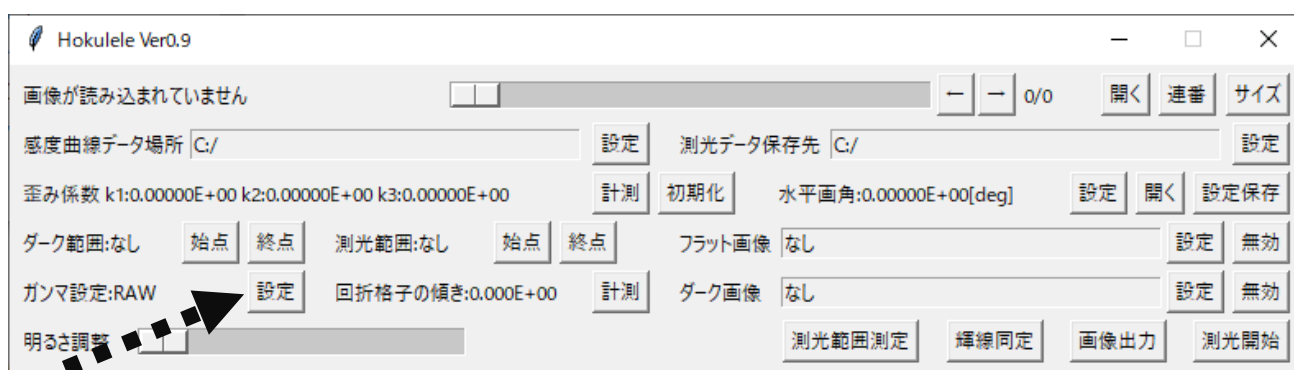 Hokulele Ver0.9
画像が読み込まれていません ← → 0/0 開く 連番 サイズ
感度曲線データ場所 C:/ 設定 測光データ保存先 C:/ 設定
歪み係数 k1:0.00000E+00 k2:0.00000E+00 k3:0.00000E+00 計測 初期化 水平画角:0.00000E+00[deg] 設定 開く 設定保存
ダーク範囲:なし 始点 終点 測光範囲:なし 始点 終点 フラット画像 なし 設定 無効
ガンマ設定:RAW 設定 回折格子の傾き:0.000E+00 計測 ダーク画像 なし 設定 無効
明るさ調整 測光範囲測定 輝線同定 画像出力 測光開始